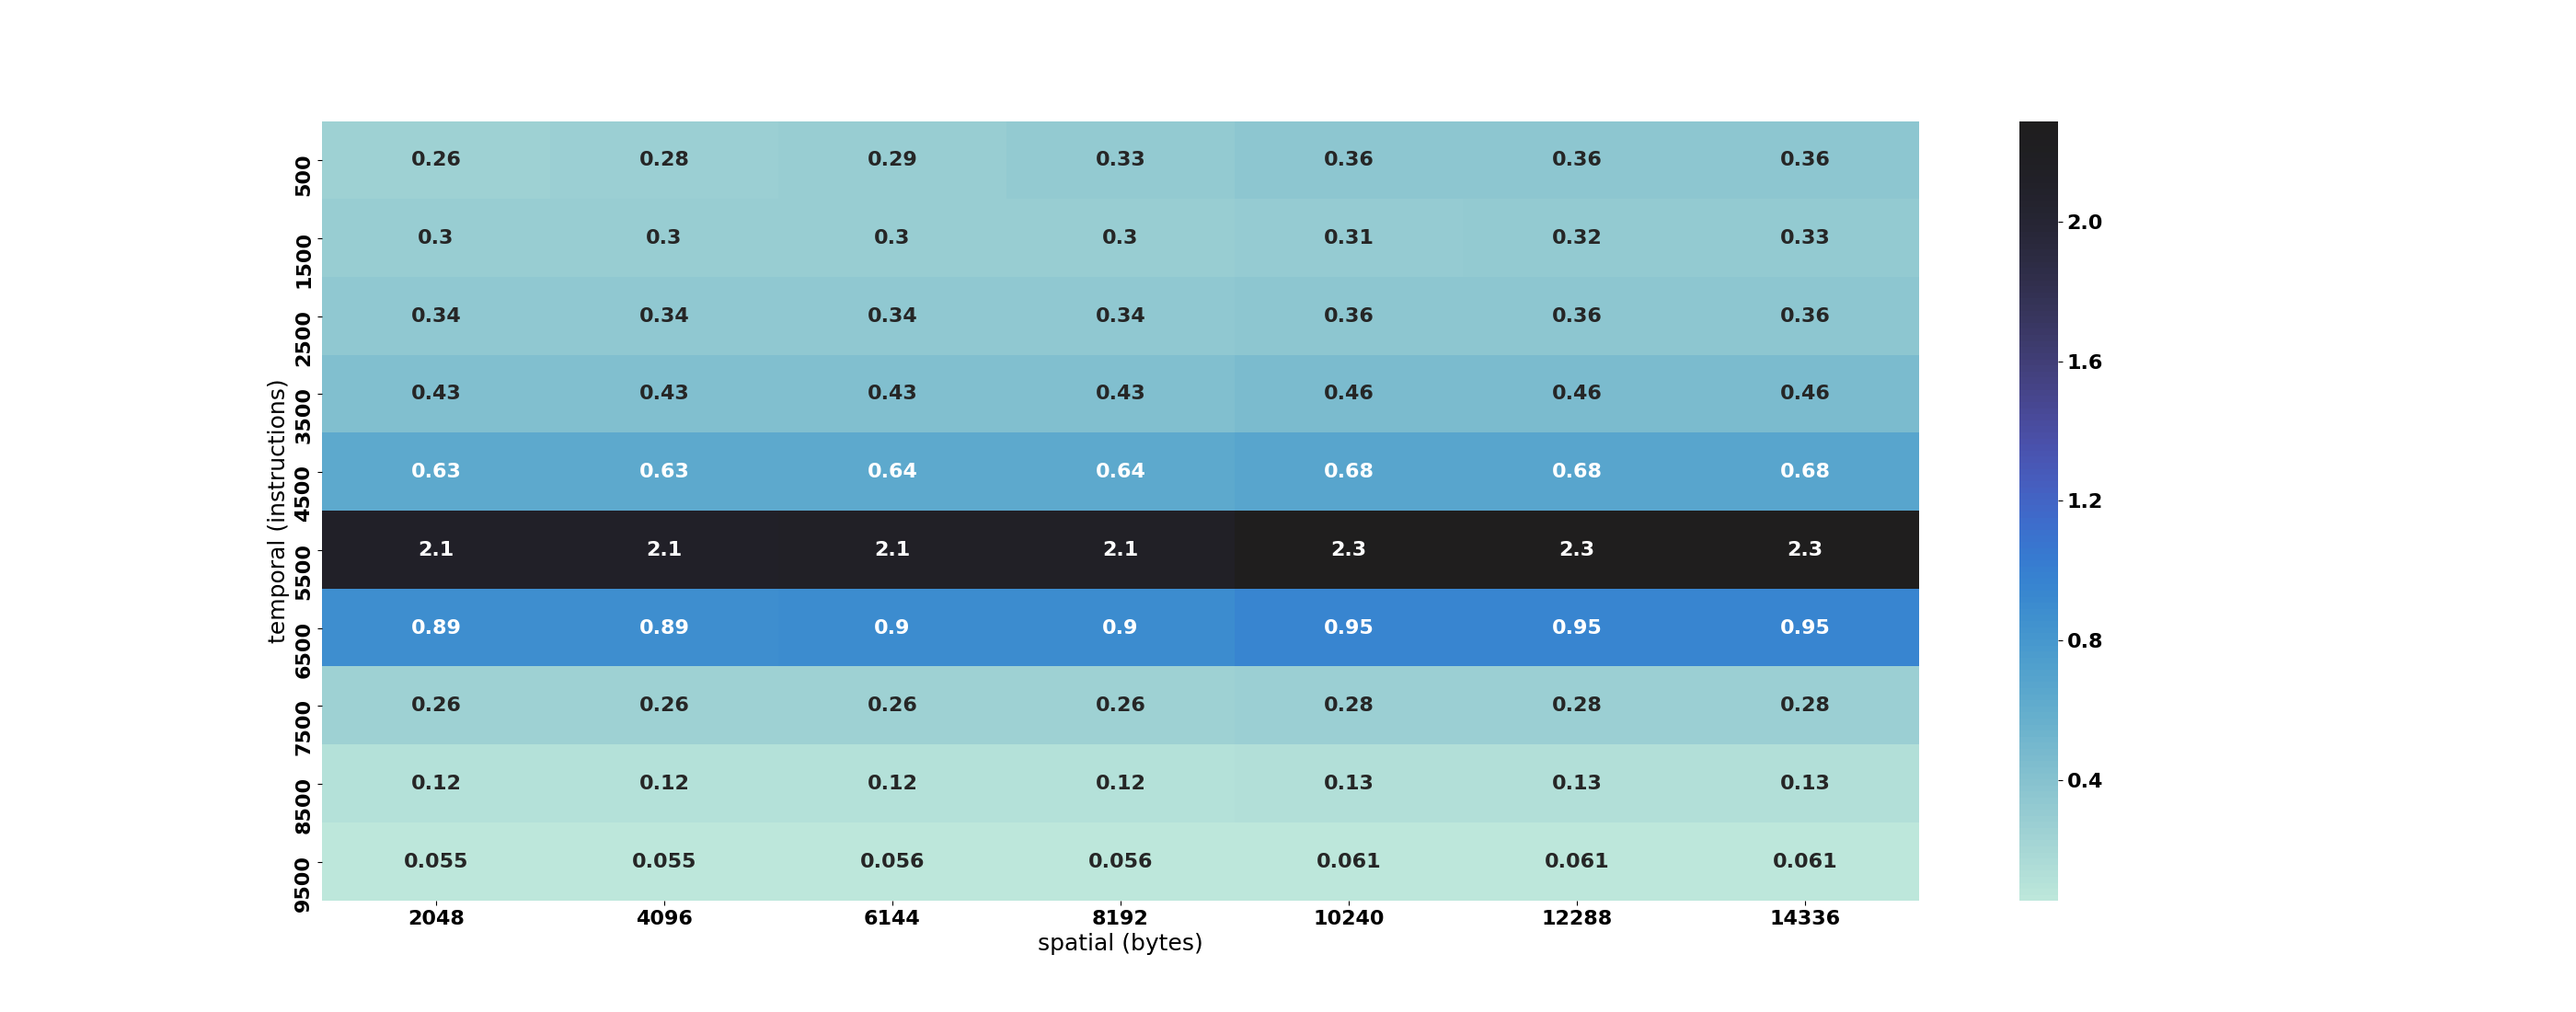 500 0.26 0.28 0.29 0.33 0.36 0.36 0.36
1500 0.3 0.3 0.3 0.3 0.31 0.32 0.33
2500 0.34 0.34 0.34 0.34 0.36 0.36 0.36
3500 0.43 0.43 0.43 0.43 0.46 0.46 0.46
4500 0.63 0.63 0.64 0.64 0.68 0.68 0.68
5500 2.1 2.1 2.1 2.1 2.3 2.3 2.3
6500 0.89 0.89 0.9 0.9 0.95 0.95 0.95
7500 0.26 0.26 0.26 0.26 0.28 0.28 0.28
8500 0.12 0.12 0.12 0.12 0.13 0.13 0.13
9500 0.055 0.055 0.056 0.056 0.061 0.061 0.061
2048 4096 6144 8192 10240 12288 14336
spatial (bytes)
temporal (instructions)
2.0
1.6
1.2
0.8
0.4